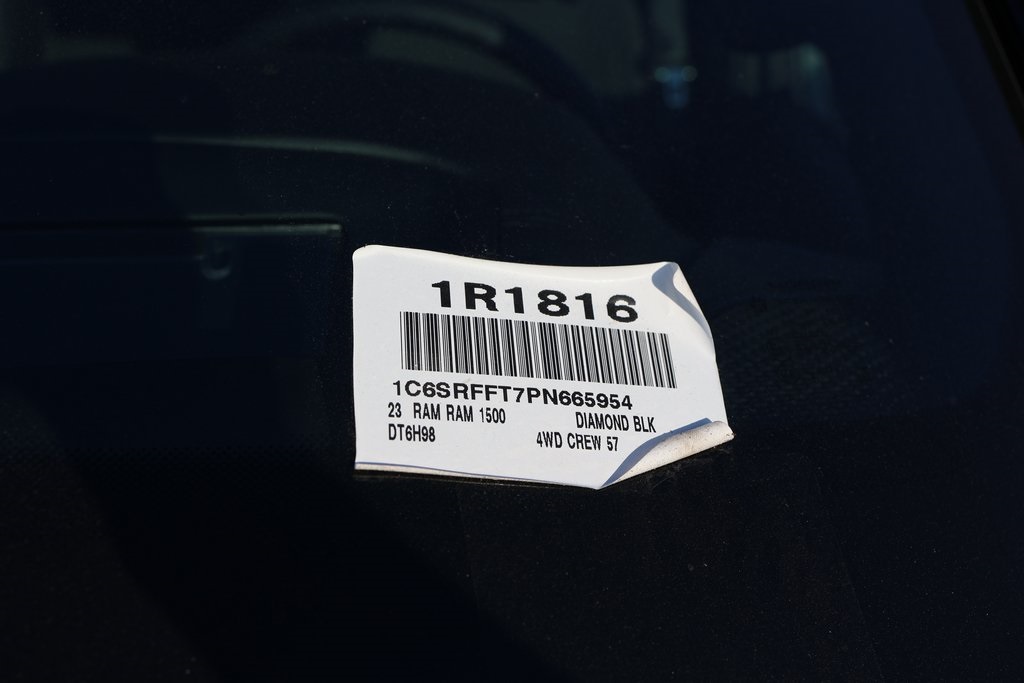 1R1816
1C6SRFFT7PN665954
23 RAM RAM 1500 DIAMOND BLK
DT6H98 4WD CREW 57